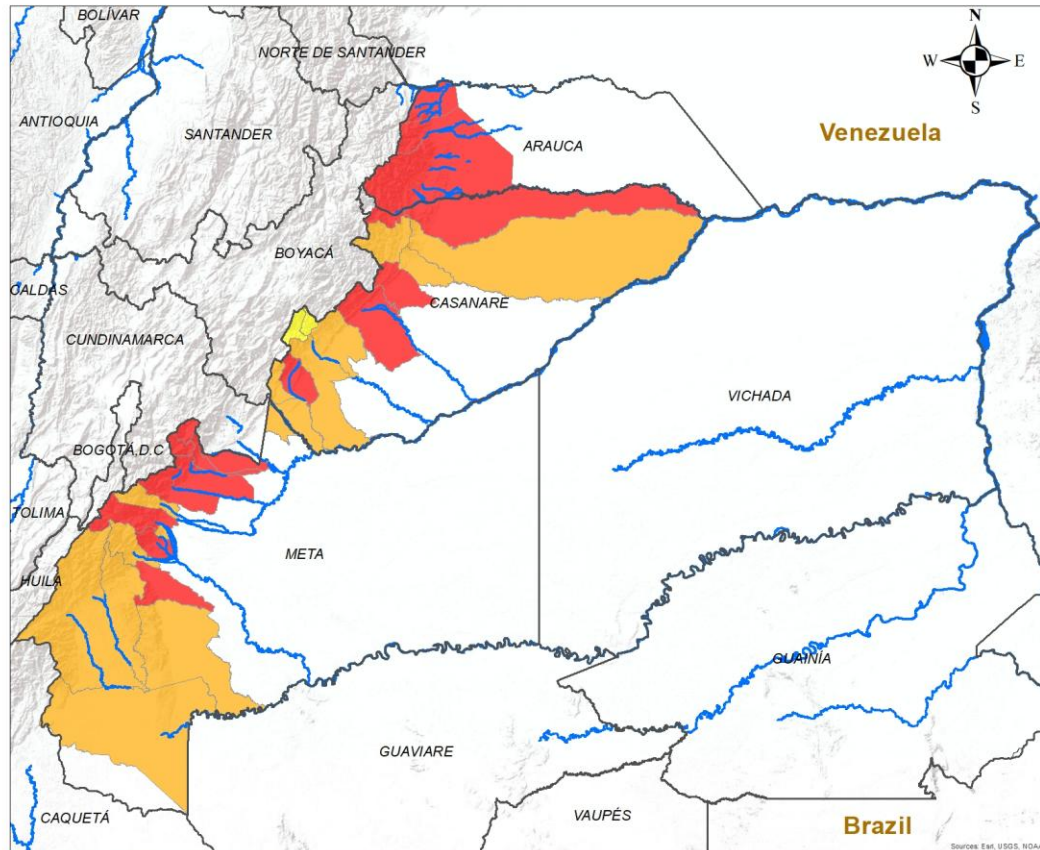 BOLÍVAR
NORTE DE SANTANDER
N
W
E
S
ANTIOQUIA
SANTANDER
ARAUCA
Venezuela
BOYACÁ
CALDAS
CASANARE
CUNDINAMARCA
VICHADA
BOGOTÁ,D.C
TOLIMA
META
HUILA
GUAINÍA
GUAVIARE
CAQUETÁ
VAUPÉS
Brazil
Sources: Esri, USGS, NOAA